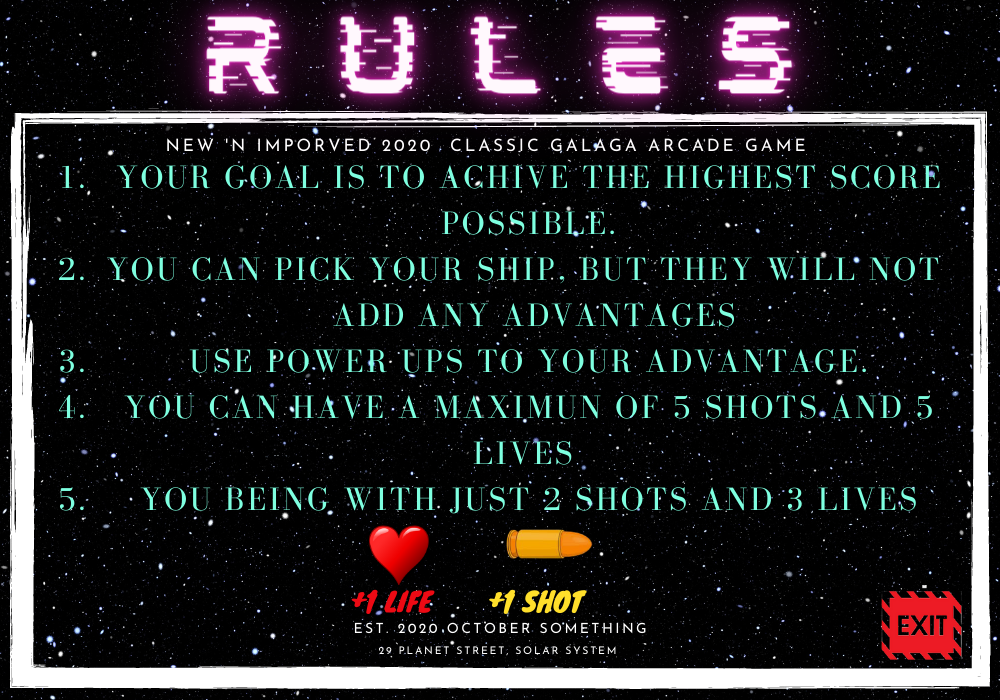 RULES
NEW 'N IMPORVED 2020 . CLASSIC GALAGA ARCADE GAME
1. YOUR GOAL IS TO ACHIVE THE HIGHEST SCORE
POSSIBLE.
2. YOU CAN PICK YOUR SHIP, BUT THEY WILL NOT
ADD ANY ADVANTAGES
3. USE POWER UPS TO YOUR ADVANTAGE.
4. YOU CAN HAVE A MAXIMUN OF 5 SHOTS AND 5
LIVES
5. YOU BEING WITH JUST 2 SHOTS AND 3 LIVES
+1 LIFE +1 SHOT
EST. 2020 OCTOBER SOMETHING
29 PLANET STREET, SOLAR SYSTEM
EXIT